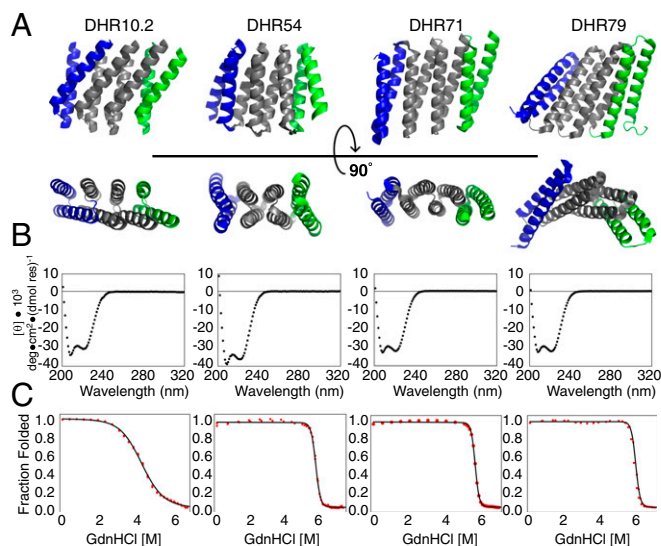 A
DHR10.2 DHR54 DHR71 DHR79
90°
B
[θ] • 10³
deg•cm²•(dmol res)⁻¹
10 10 10 10
0 0 0 0
-10 -10 -10 -10
-20 -20 -20 -20
-30 -30 -30 -30
-40 -40 -40 -40
200 240 280 320 200 240 280 320 200 240 280 320 200 240 280 320
Wavelength (nm) Wavelength (nm) Wavelength (nm) Wavelength (nm)
C
Fraction Folded
1.0 1.0 1.0 1.0
0.8 0.8 0.8 0.8
0.6 0.6 0.6 0.6
0.4 0.4 0.4 0.4
0.2 0.2 0.2 0.2
0.0 0.0 0.0 0.0
0 2 4 6 0 2 4 6 0 2 4 6 0 2 4 6
GdnHCl [M] GdnHCl [M] GdnHCl [M] GdnHCl [M]